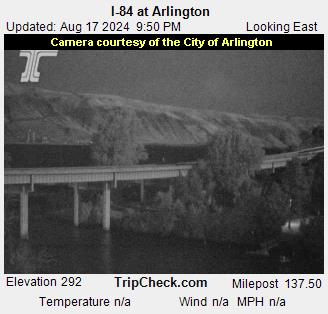 I-84 at Arlington
Updated: Aug 17 2024 9:50 PM Looking East
Camera courtesy of the City of Arlington
Elevation 292 TripCheck.com Milepost 137.50
Temperature n/a Wind n/a MPH n/a